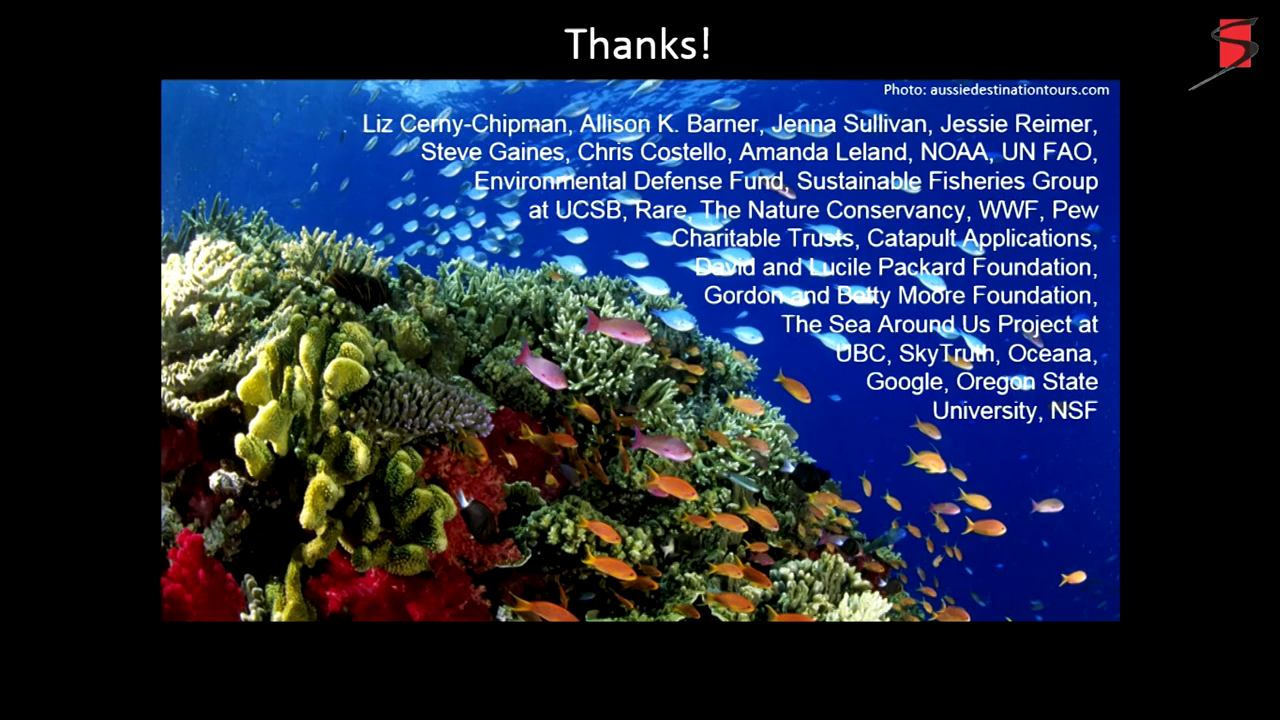 Thanks!
Photo: aussiedestinationtours.com
Liz Cerny-Chipman, Allison K. Barner, Jenna Sullivan, Jessie Reimer,
Steve Gaines, Chris Costello, Amanda Leland, NOAA, UN FAO,
Environmental Defense Fund, Sustainable Fisheries Group
at UCSB, Rare, The Nature Conservancy, WWF, Pew
Charitable Trusts, Catapult Applications,
David and Lucile Packard Foundation,
Gordon and Betty Moore Foundation,
The Sea Around Us Project at
UBC, SkyTruth, Oceana,
Google, Oregon State
University, NSF